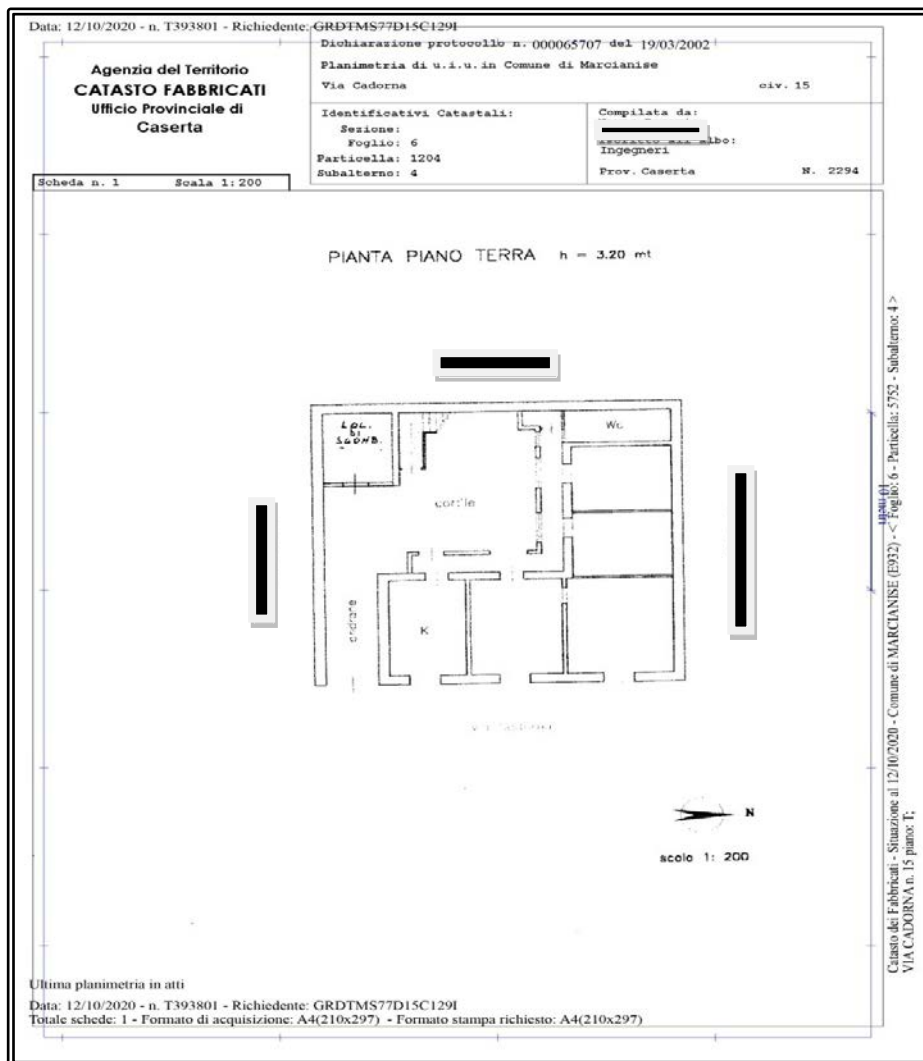 Data: 12/10/2020 - n. T393801 - Richiedente: GRDTMS77D15C129I
Agenzia del Territorio
CATASTO FABBRICATI
Ufficio Provinciale di
Caserta
Dichiarazione protocollo n. 000065707 del 19/03/2002
Planimetria di u.i.u. in Comune di Marcianise
Via Cadorna civ. 15
Identificativi Catastali:
Sezione:
Foglio: 6
Particella: 1204
Subalterno: 4
Compilata da:
Albo:
Ingegneri
Prov. Caserta N. 2294
Scheda n. 1 Scala 1:200
PIANTA PIANO TERRA h = 3.20 mt
LOC.
DI
SGOMB.
Wc
cortile
androne
K
N
scala 1: 200
10 metri
Catasto dei Fabbricati - Situazione al 12/10/2020 - Comune di MARCIANISE (E932) - < Foglio: 6 - Particella: 5752 - Subalterno: 4 >
VIA CADORNA n. 15 piano: T;
Ultima planimetria in atti
Data: 12/10/2020 - n. T393801 - Richiedente: GRDTMS77D15C129I
Totale schede: 1 - Formato di acquisizione: A4(210x297) - Formato stampa richiesto: A4(210x297)